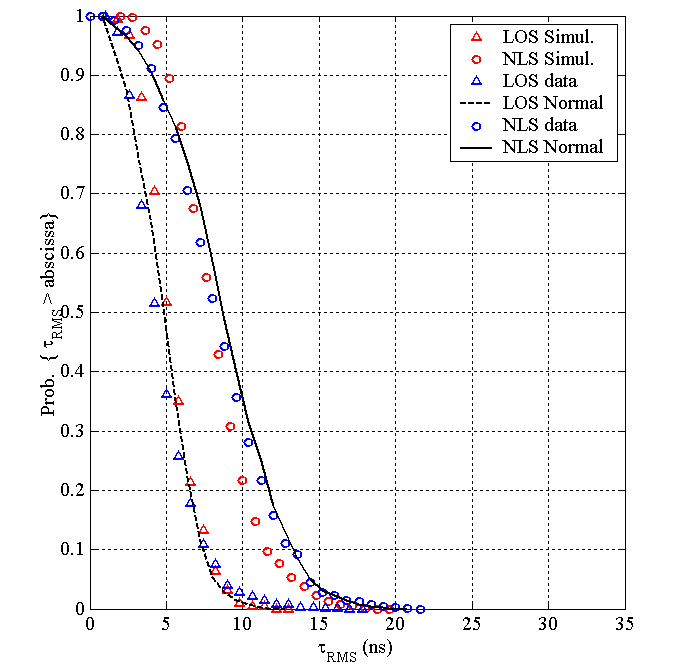 LOS Simul.
NLS Simul.
LOS data
LOS Normal
NLS data
NLS Normal
Prob. { τRMS > abscissa}
1
0.9
0.8
0.7
0.6
0.5
0.4
0.3
0.2
0.1
0
0 5 10 15 20 25 30 35
τRMS (ns)